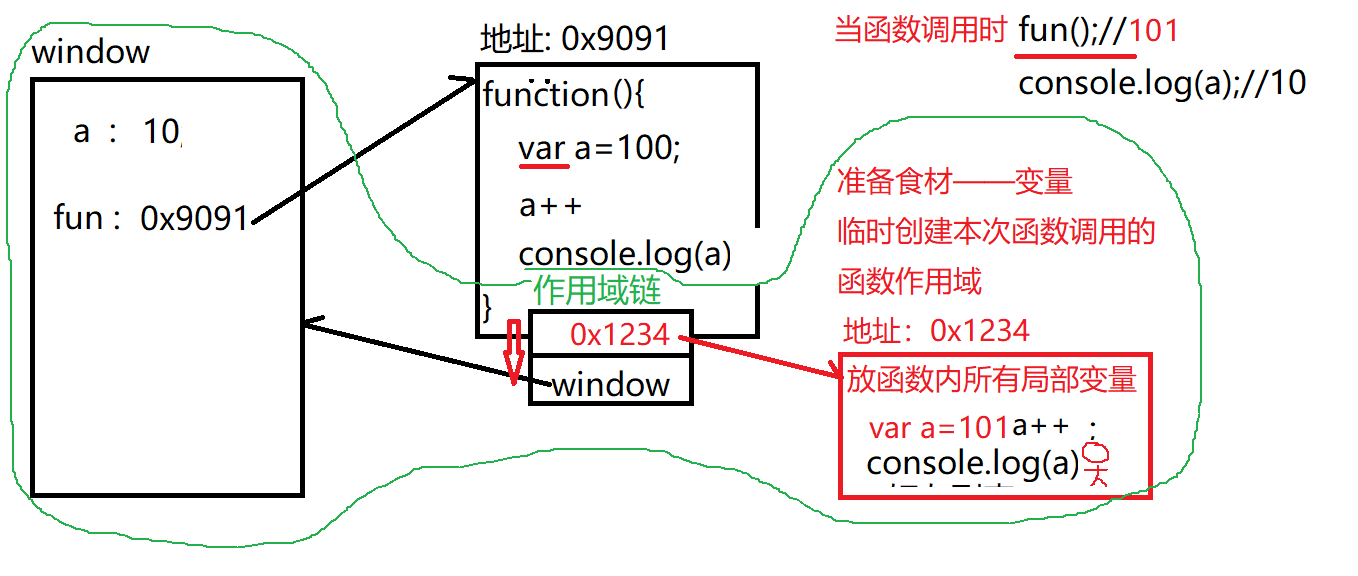 window
a : 10,
fun : 0x9091
地址: 0x9091
function(){
var a=100;
a++
console.log(a)
}
作用域链
0x1234
window
当函数调用时 fun();//101
console.log(a);//10
准备食材——变量
临时创建本次函数调用的
函数作用域
地址：0x1234
放函数内所有局部变量
var a=101a++ ;
console.log(a)